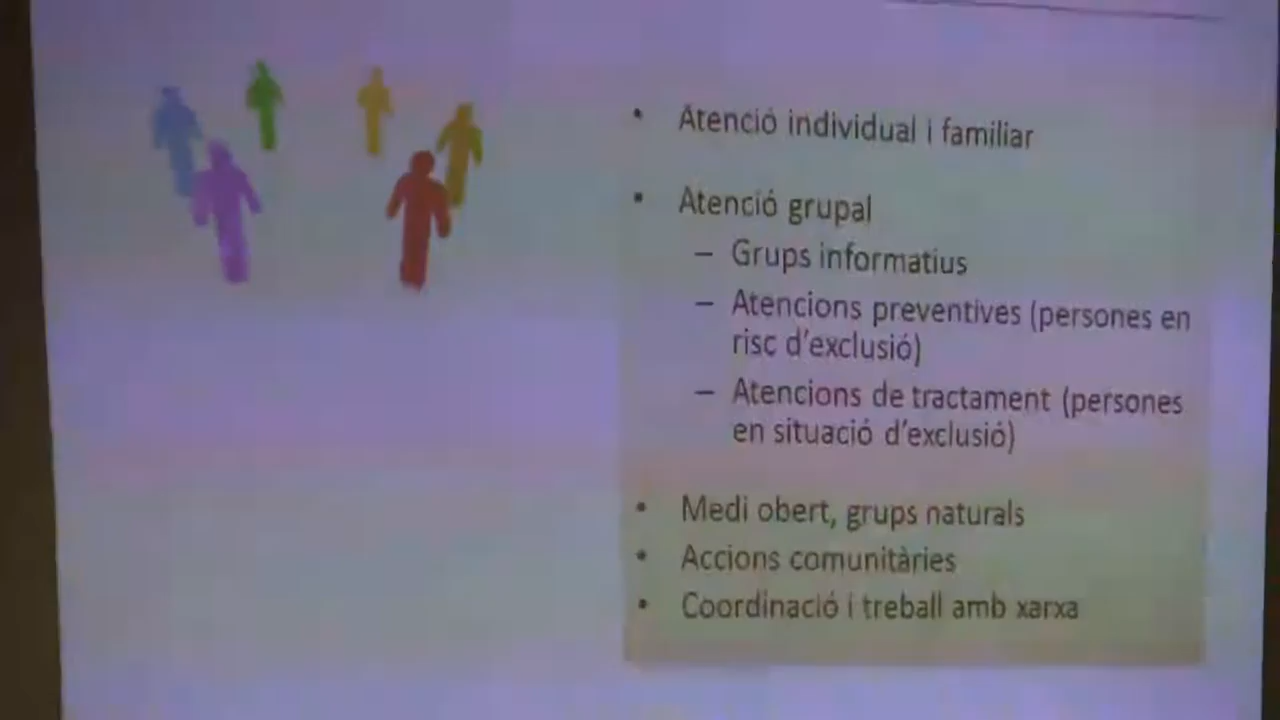 • Atenció individual i familiar
• Atenció grupal
– Grups informatius
– Atencions preventives (persones en
risc d'exclusió)
– Atencions de tractament (persones
en situació d'exclusió)
• Medi obert, grups naturals
• Accions comunitàries
• Coordinació i treball amb xarxa